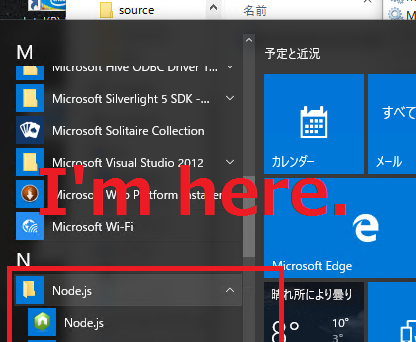 source
名前
M
Microsoft Hive ODBC Driver 1...
Microsoft Silverlight 5 SDK -...
Microsoft Solitaire Collection
Microsoft Visual Studio 2012
Microsoft Web Platform Installer
Microsoft Wi-Fi
I'm here.
N
Node.js
Node.js
予定と近況
カレンダー
すべて
メール
Microsoft Edge
晴れ所により曇り
8°
10°
3°